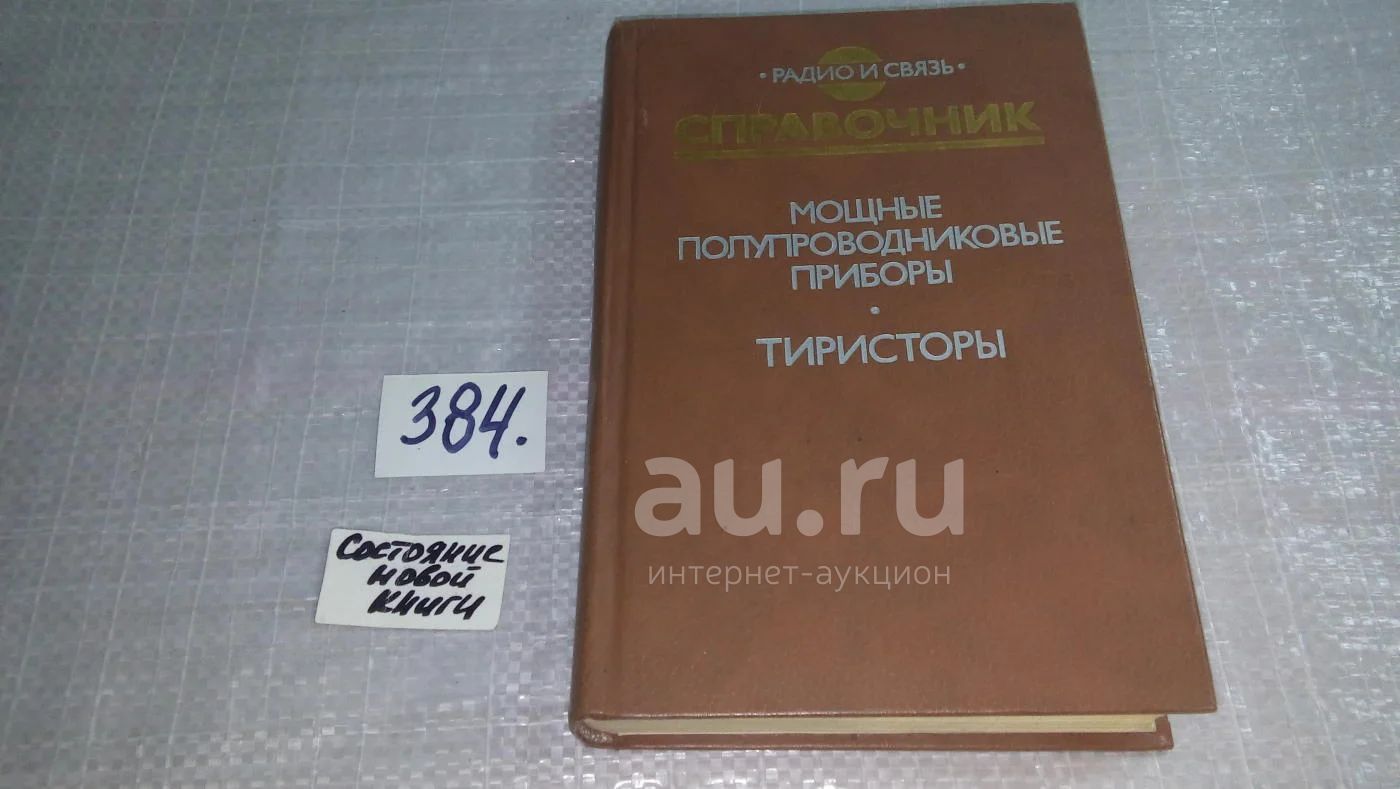 • РАДИО И СВЯЗЬ •
СПРАВОЧНИК
МОЩНЫЕ
ПОЛУПРОВОДНИКОВЫЕ
ПРИБОРЫ
•
ТИРИСТОРЫ
384.
Состояние
новой
книги
au.ru
интернет-аукцион